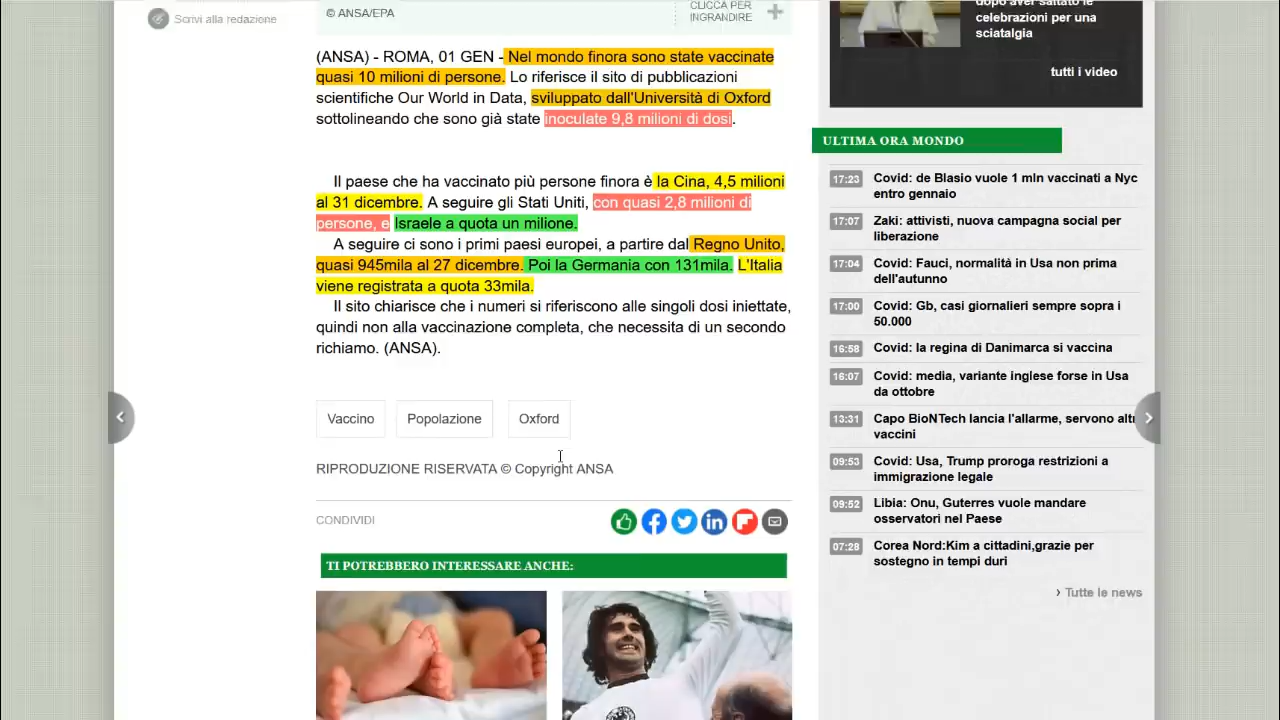 Scrivi alla redazione
© ANSA/EPA
CLICCA PER
INGRANDIRE
(ANSA) - ROMA, 01 GEN - Nel mondo finora sono state vaccinate
quasi 10 milioni di persone. Lo riferisce il sito di pubblicazioni
scientifiche Our World in Data, sviluppato dall'Università di Oxford
sottolineando che sono già state inoculate 9,8 milioni di dosi.
Il paese che ha vaccinato più persone finora è la Cina, 4,5 milioni
al 31 dicembre. A seguire gli Stati Uniti, con quasi 2,8 milioni di
persone, e Israele a quota un milione.
A seguire ci sono i primi paesi europei, a partire dal Regno Unito,
quasi 945mila al 27 dicembre. Poi la Germania con 131mila. L'Italia
viene registrata a quota 33mila.
Il sito chiarisce che i numeri si riferiscono alle singoli dosi iniettate,
quindi non alla vaccinazione completa, che necessita di un secondo
richiamo. (ANSA).
Vaccino
Popolazione
Oxford
RIPRODUZIONE RISERVATA © Copyright ANSA
CONDIVIDI
TI POTREBBERO INTERESSARE ANCHE:
dopo aver saltato le
celebrazioni per una
sciatalgia
tutti i video
ULTIMA ORA MONDO
17:23 Covid: de Blasio vuole 1 mln vaccinati a Nyc
entro gennaio
17:07 Zaki: attivisti, nuova campagna social per
liberazione
17:04 Covid: Fauci, normalità in Usa non prima
dell'autunno
17:00 Covid: Gb, casi giornalieri sempre sopra i
50.000
16:58 Covid: la regina di Danimarca si vaccina
16:07 Covid: media, variante inglese forse in Usa
da ottobre
13:31 Capo BioNTech lancia l'allarme, servono altr
vaccini
09:53 Covid: Usa, Trump proroga restrizioni a
immigrazione legale
09:52 Libia: Onu, Guterres vuole mandare
osservatori nel Paese
07:28 Corea Nord:Kim a cittadini,grazie per
sostegno in tempi duri
› Tutte le news